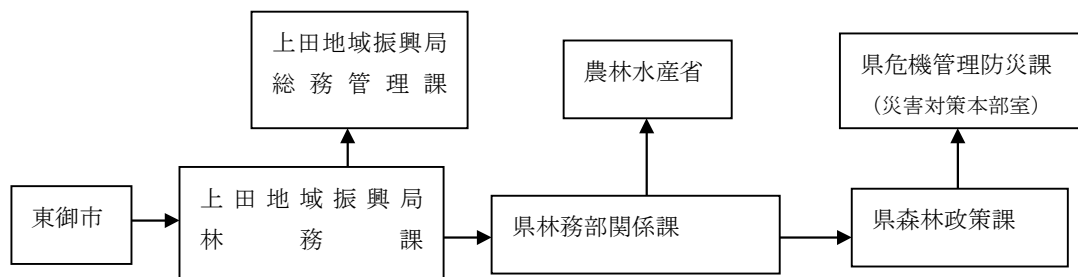 上田地域振興局
総務管理課
農林水産省
県危機管理防災課
（災害対策本部室）
東御市
上田地域振興局
林務課
県林務部関係課
県森林政策課